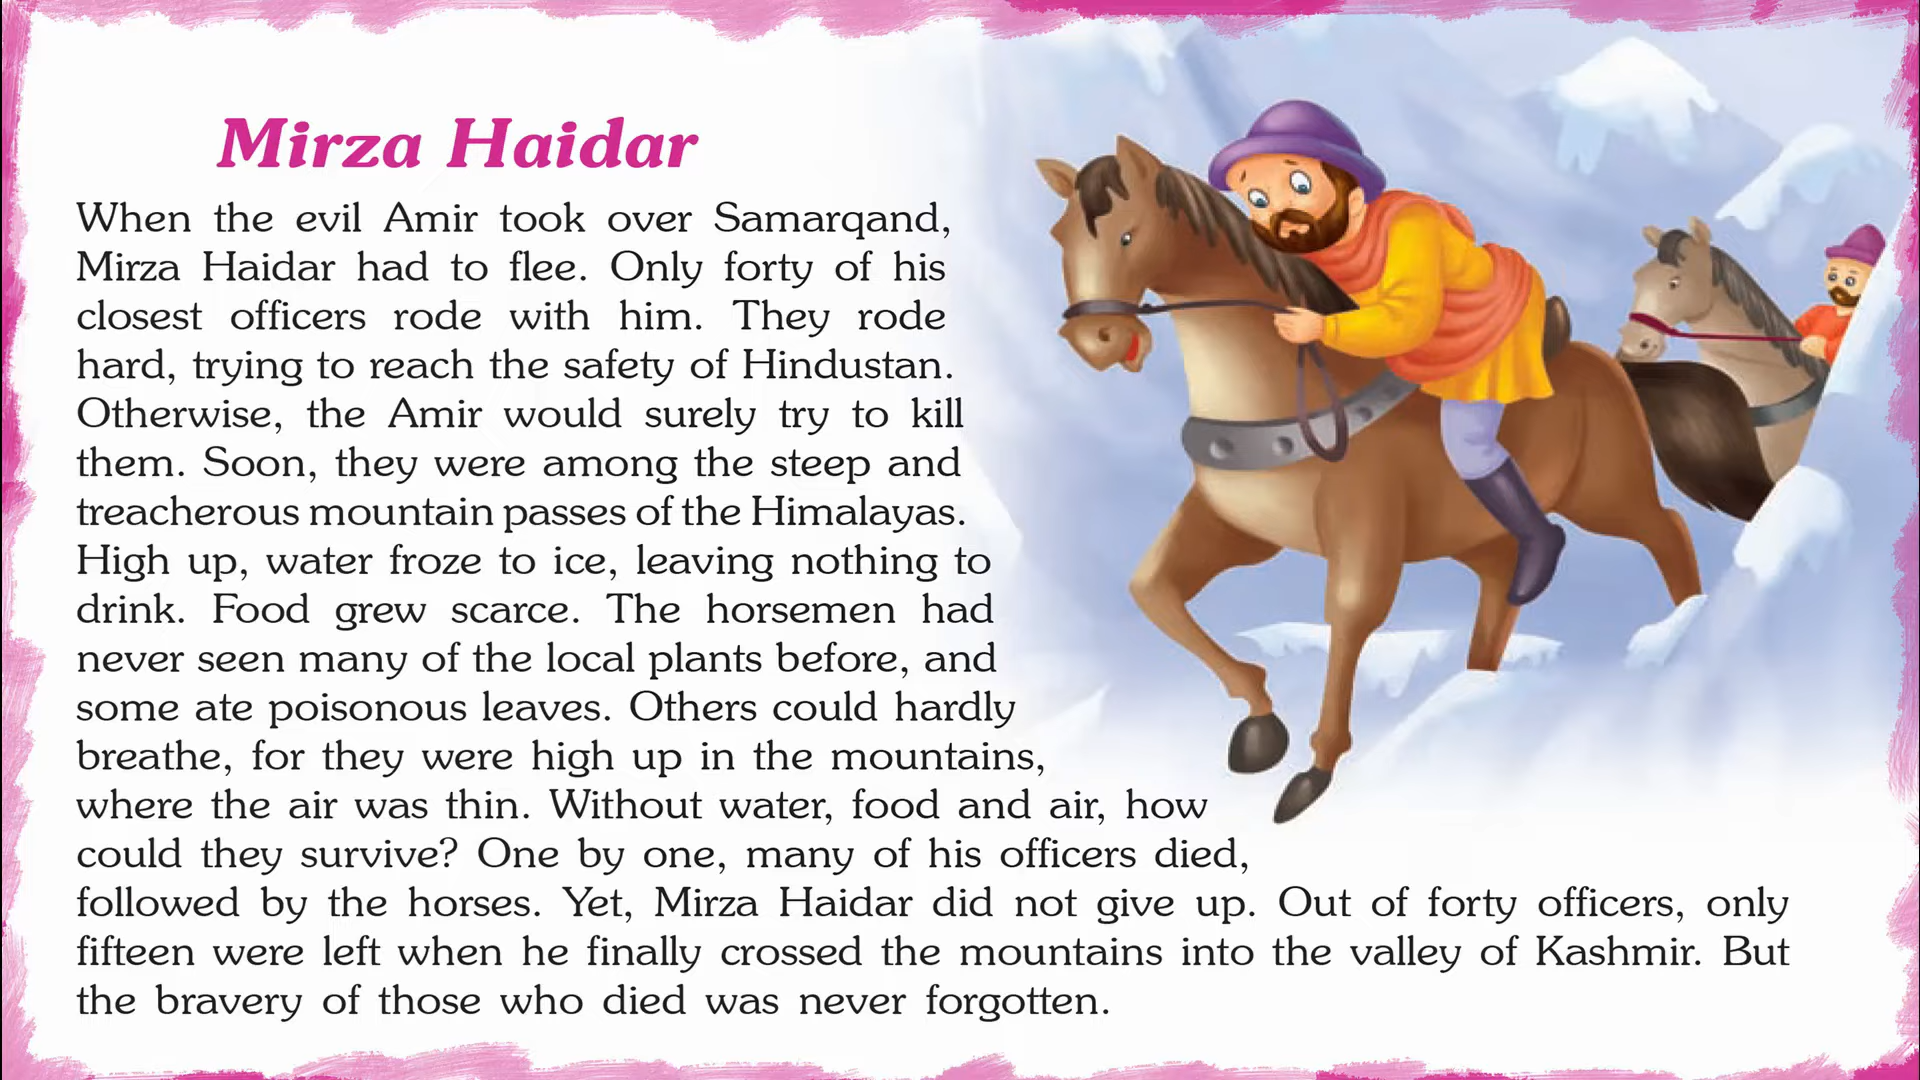 Mirza Haidar
When the evil Amir took over Samarqand,
Mirza Haidar had to flee. Only forty of his
closest officers rode with him. They rode
hard, trying to reach the safety of Hindustan.
Otherwise, the Amir would surely try to kill
them. Soon, they were among the steep and
treacherous mountain passes of the Himalayas.
High up, water froze to ice, leaving nothing to
drink. Food grew scarce. The horsemen had
never seen many of the local plants before, and
some ate poisonous leaves. Others could hardly
breathe, for they were high up in the mountains,
where the air was thin. Without water, food and air, how
could they survive? One by one, many of his officers died,
followed by the horses. Yet, Mirza Haidar did not give up. Out of forty officers, only
fifteen were left when he finally crossed the mountains into the valley of Kashmir. But
the bravery of those who died was never forgotten.